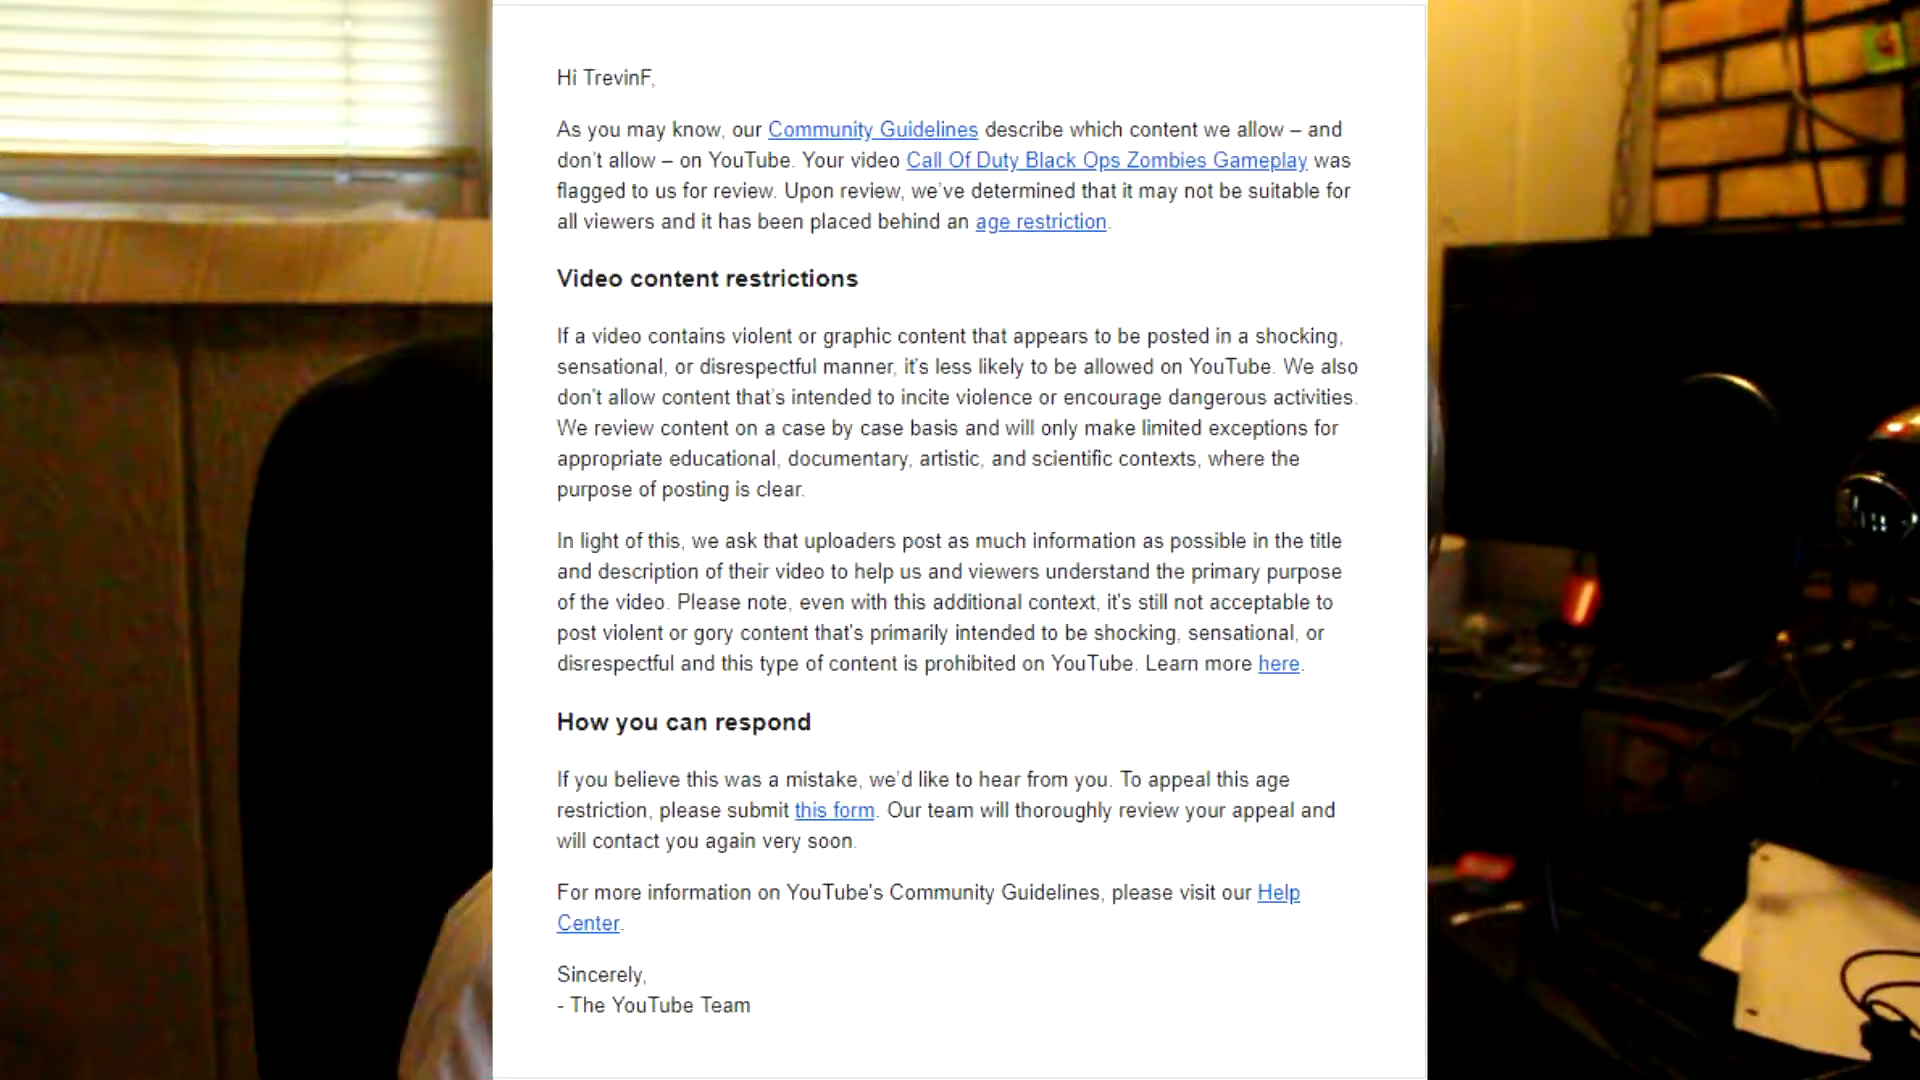 Hi TrevinF,
As you may know, our Community Guidelines describe which content we allow – and
don't allow – on YouTube. Your video Call Of Duty Black Ops Zombies Gameplay was
flagged to us for review. Upon review, we've determined that it may not be suitable for
all viewers and it has been placed behind an age restriction.
Video content restrictions
If a video contains violent or graphic content that appears to be posted in a shocking,
sensational, or disrespectful manner, it's less likely to be allowed on YouTube. We also
don't allow content that's intended to incite violence or encourage dangerous activities.
We review content on a case by case basis and will only make limited exceptions for
appropriate educational, documentary, artistic, and scientific contexts, where the
purpose of posting is clear.
In light of this, we ask that uploaders post as much information as possible in the title
and description of their video to help us and viewers understand the primary purpose
of the video. Please note, even with this additional context, it's still not acceptable to
post violent or gory content that's primarily intended to be shocking, sensational, or
disrespectful and this type of content is prohibited on YouTube. Learn more here.
How you can respond
If you believe this was a mistake, we'd like to hear from you. To appeal this age
restriction, please submit this form. Our team will thoroughly review your appeal and
will contact you again very soon.
For more information on YouTube's Community Guidelines, please visit our Help
Center.
Sincerely,
- The YouTube Team